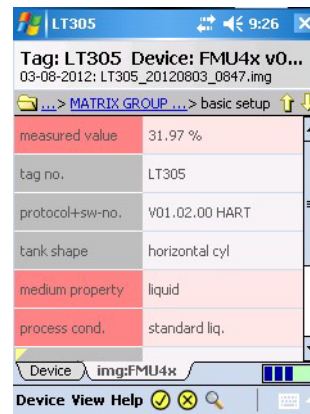 LT305 9:26
Tag: LT305 Device: FMU4x v0...
03-08-2012: LT305_20120803_0847.img
...> MATRIX GROUP ...> basic setup
measured value 31.97 %
tag no. LT305
protocol+sw-no. V01.02.00 HART
tank shape horizontal cyl
medium property liquid
process cond. standard liq.
Device img:FMU4x
Device View Help